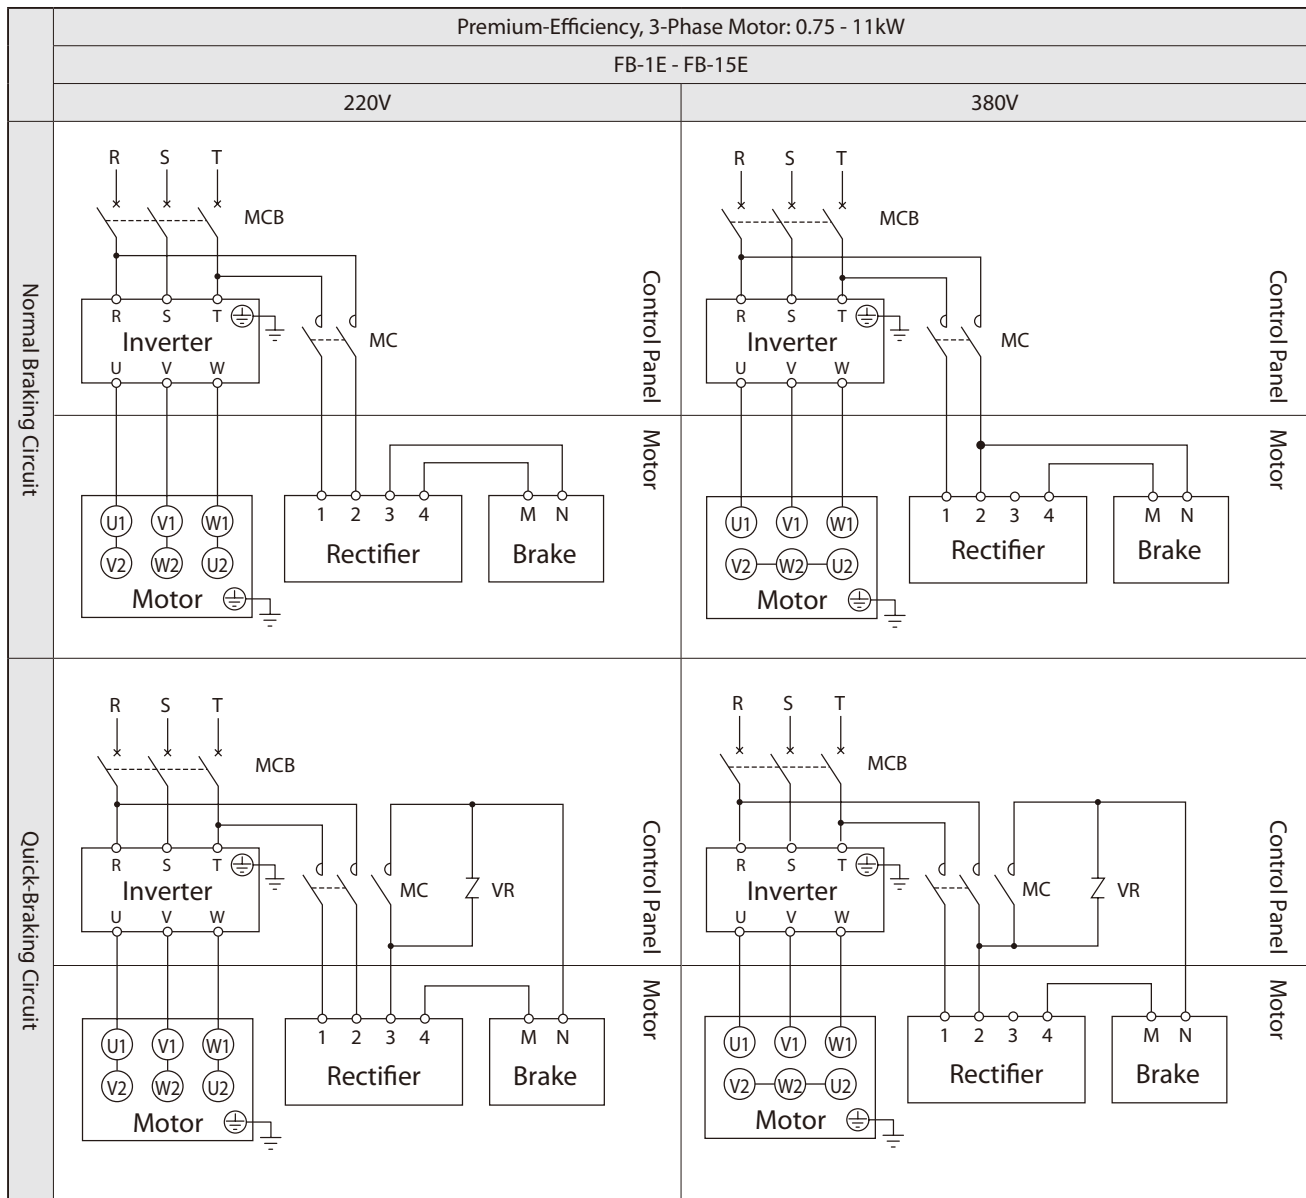 Premium-Efficiency, 3-Phase Motor: 0.75 - 11kW
FB-1E - FB-15E
220V
380V
Normal Braking Circuit
R S T
MCB
R S T
Inverter
U V W
MC
Control Panel
Motor
U1 V1 W1
V2 W2 U2
Motor
1 2 3 4
Rectifier
M N
Brake
R S T
MCB
R S T
Inverter
U V W
MC
Control Panel
Motor
U1 V1 W1
V2 W2 U2
Motor
1 2 3 4
Rectifier
M N
Brake
Quick-Braking Circuit
R S T
MCB
R S T
Inverter
U V W
MC
VR
Control Panel
Motor
U1 V1 W1
V2 W2 U2
Motor
1 2 3 4
Rectifier
M N
Brake
R S T
MCB
R S T
Inverter
U V W
MC
VR
Control Panel
Motor
U1 V1 W1
V2 W2 U2
Motor
1 2 3 4
Rectifier
M N
Brake